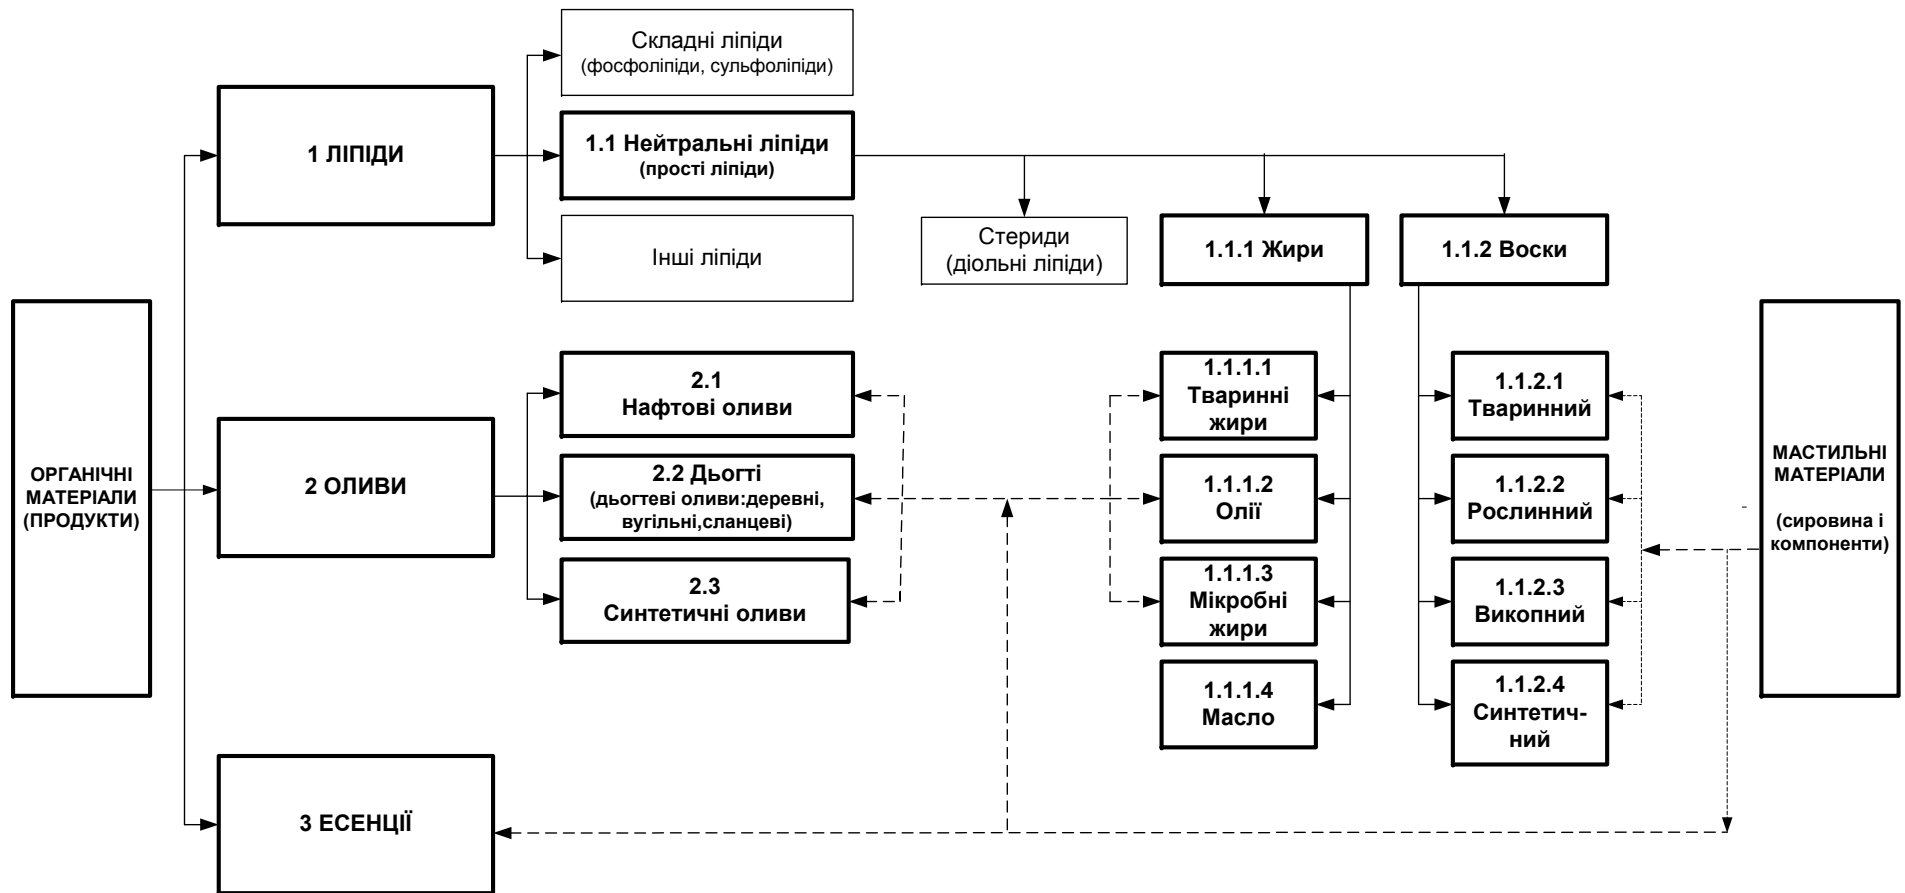 Складні ліпіди
(фосфоліпіди, сульфоліпіди)
1 ЛІПІДИ
1.1 Нейтральні ліпіди
(прості ліпіди)
Інші ліпіди
Стериди
(діольні ліпіди)
1.1.1 Жири
1.1.2 Воски
ОРГАНІЧНІ
МАТЕРІАЛИ
(ПРОДУКТИ)
2 ОЛИВИ
2.1
Нафтові оливи
2.2 Дьогті
(дьогтеві оливи:деревні,
вугільні,сланцеві)
2.3
Синтетичні оливи
1.1.1.1
Тваринні
жири
1.1.1.2
Олії
1.1.1.3
Мікробні
жири
1.1.1.4
Масло
1.1.2.1
Тваринний
1.1.2.2
Рослинний
1.1.2.3
Викопний
1.1.2.4
Синтетич-
ний
МАСТИЛЬНІ
МАТЕРІАЛИ
(сировина і
компоненти)
3 ЕСЕНЦІЇ